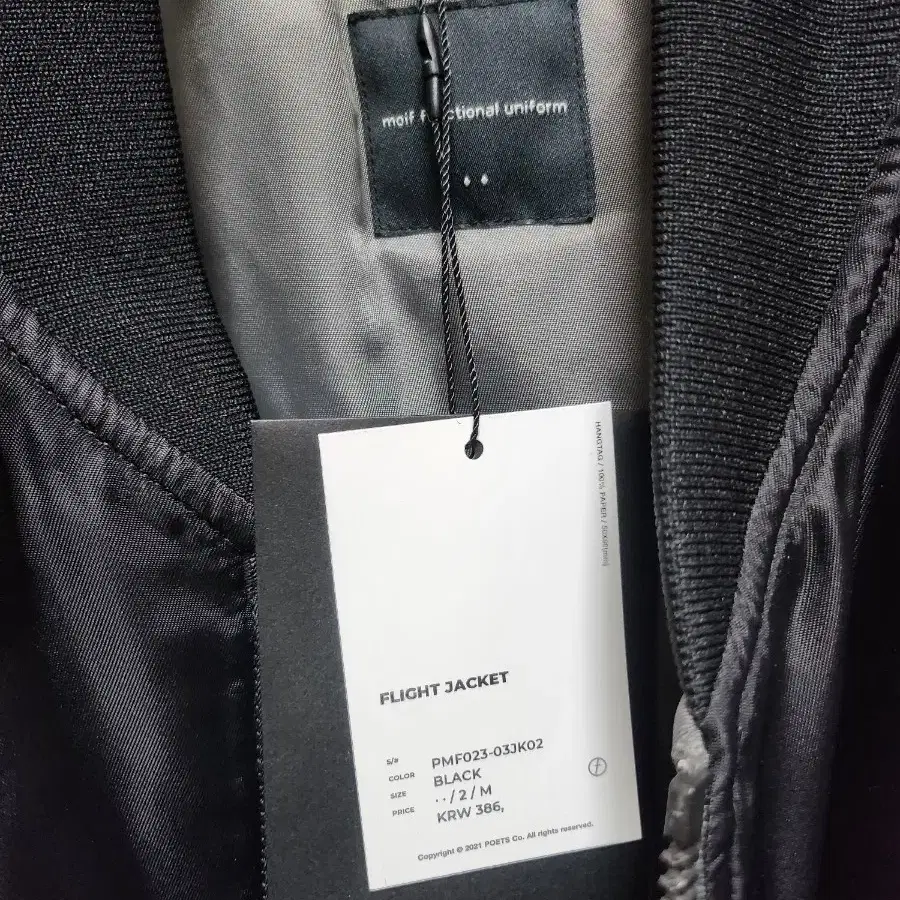 moif f ctional uniform
HANGTAG / 100% PAPER /
FLIGHT JACKET
S/# PMF023-03JK02
COLOR BLACK
SIZE · · / 2 / M
PRICE KRW 386,
Copyright © 2021 POETS Co. All rights reserved.